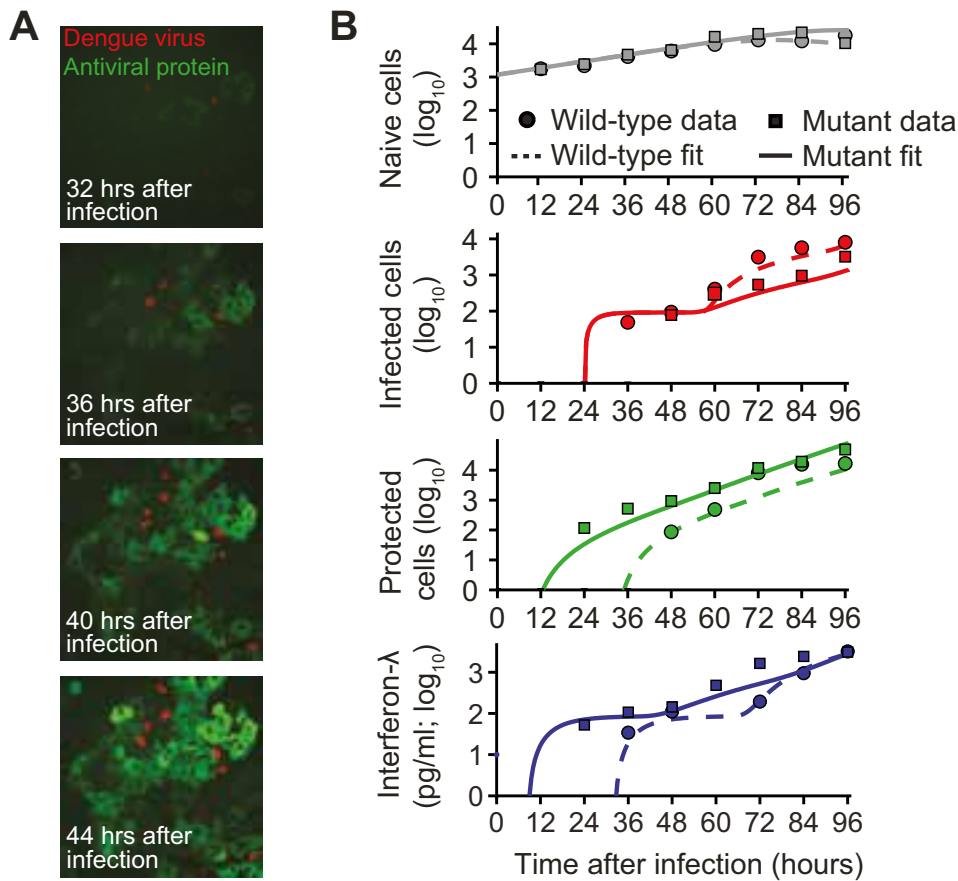 A
Dengue virus
Antiviral protein
32 hrs after
infection
36 hrs after
infection
40 hrs after
infection
44 hrs after
infection
B
Naive cells
(log10)
4
3
2
1
0
Wild-type data
Mutant data
Wild-type fit
Mutant fit
0 12 24 36 48 60 72 84 96
Infected cells
(log10)
4
3
2
1
0
0 12 24 36 48 60 72 84 96
Protected
cells (log10)
4
3
2
1
0
0 12 24 36 48 60 72 84 96
Interferon-λ
(pg/ml; log10)
3
2
1
0
0 12 24 36 48 60 72 84 96
Time after infection (hours)